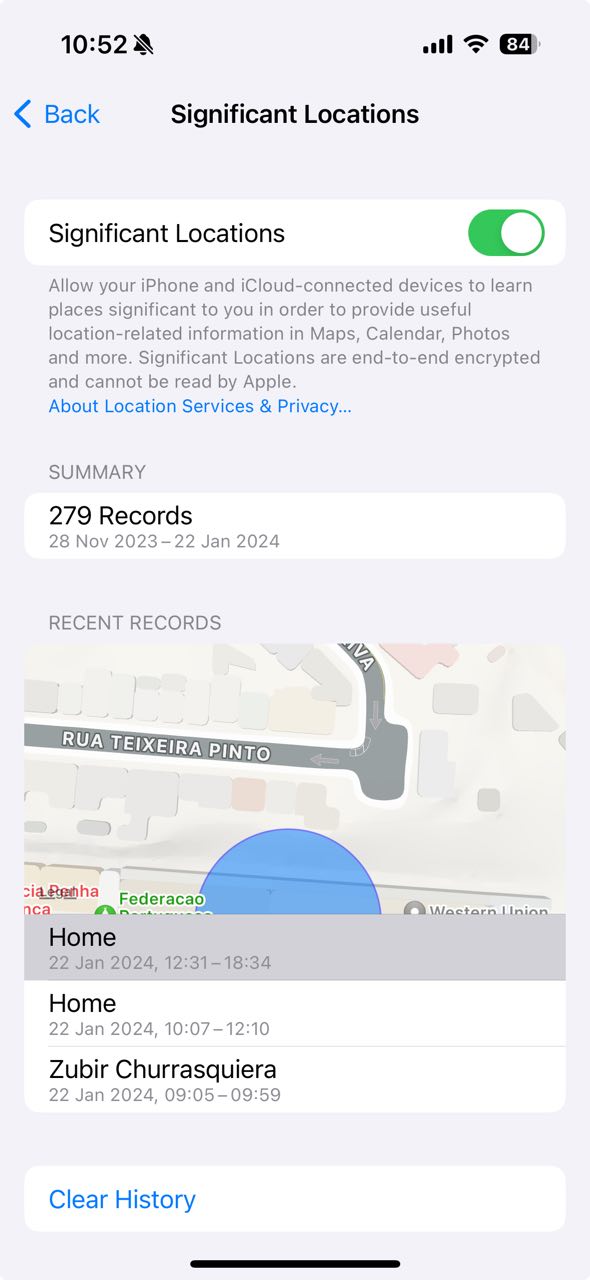 10:52
84
Back
Significant Locations
Significant Locations
Allow your iPhone and iCloud-connected devices to learn
places significant to you in order to provide useful
location-related information in Maps, Calendar, Photos
and more. Significant Locations are end-to-end encrypted
and cannot be read by Apple.
About Location Services & Privacy...
SUMMARY
279 Records
28 Nov 2023 – 22 Jan 2024
RECENT RECORDS
IVA
RUA TEIXEIRA PINTO
cia Penha
Legal
nca
Federacao
Portuguesa
Western Union
Home
22 Jan 2024, 12:31 – 18:34
Home
22 Jan 2024, 10:07 – 12:10
Zubir Churrasquiera
22 Jan 2024, 09:05 – 09:59
Clear History